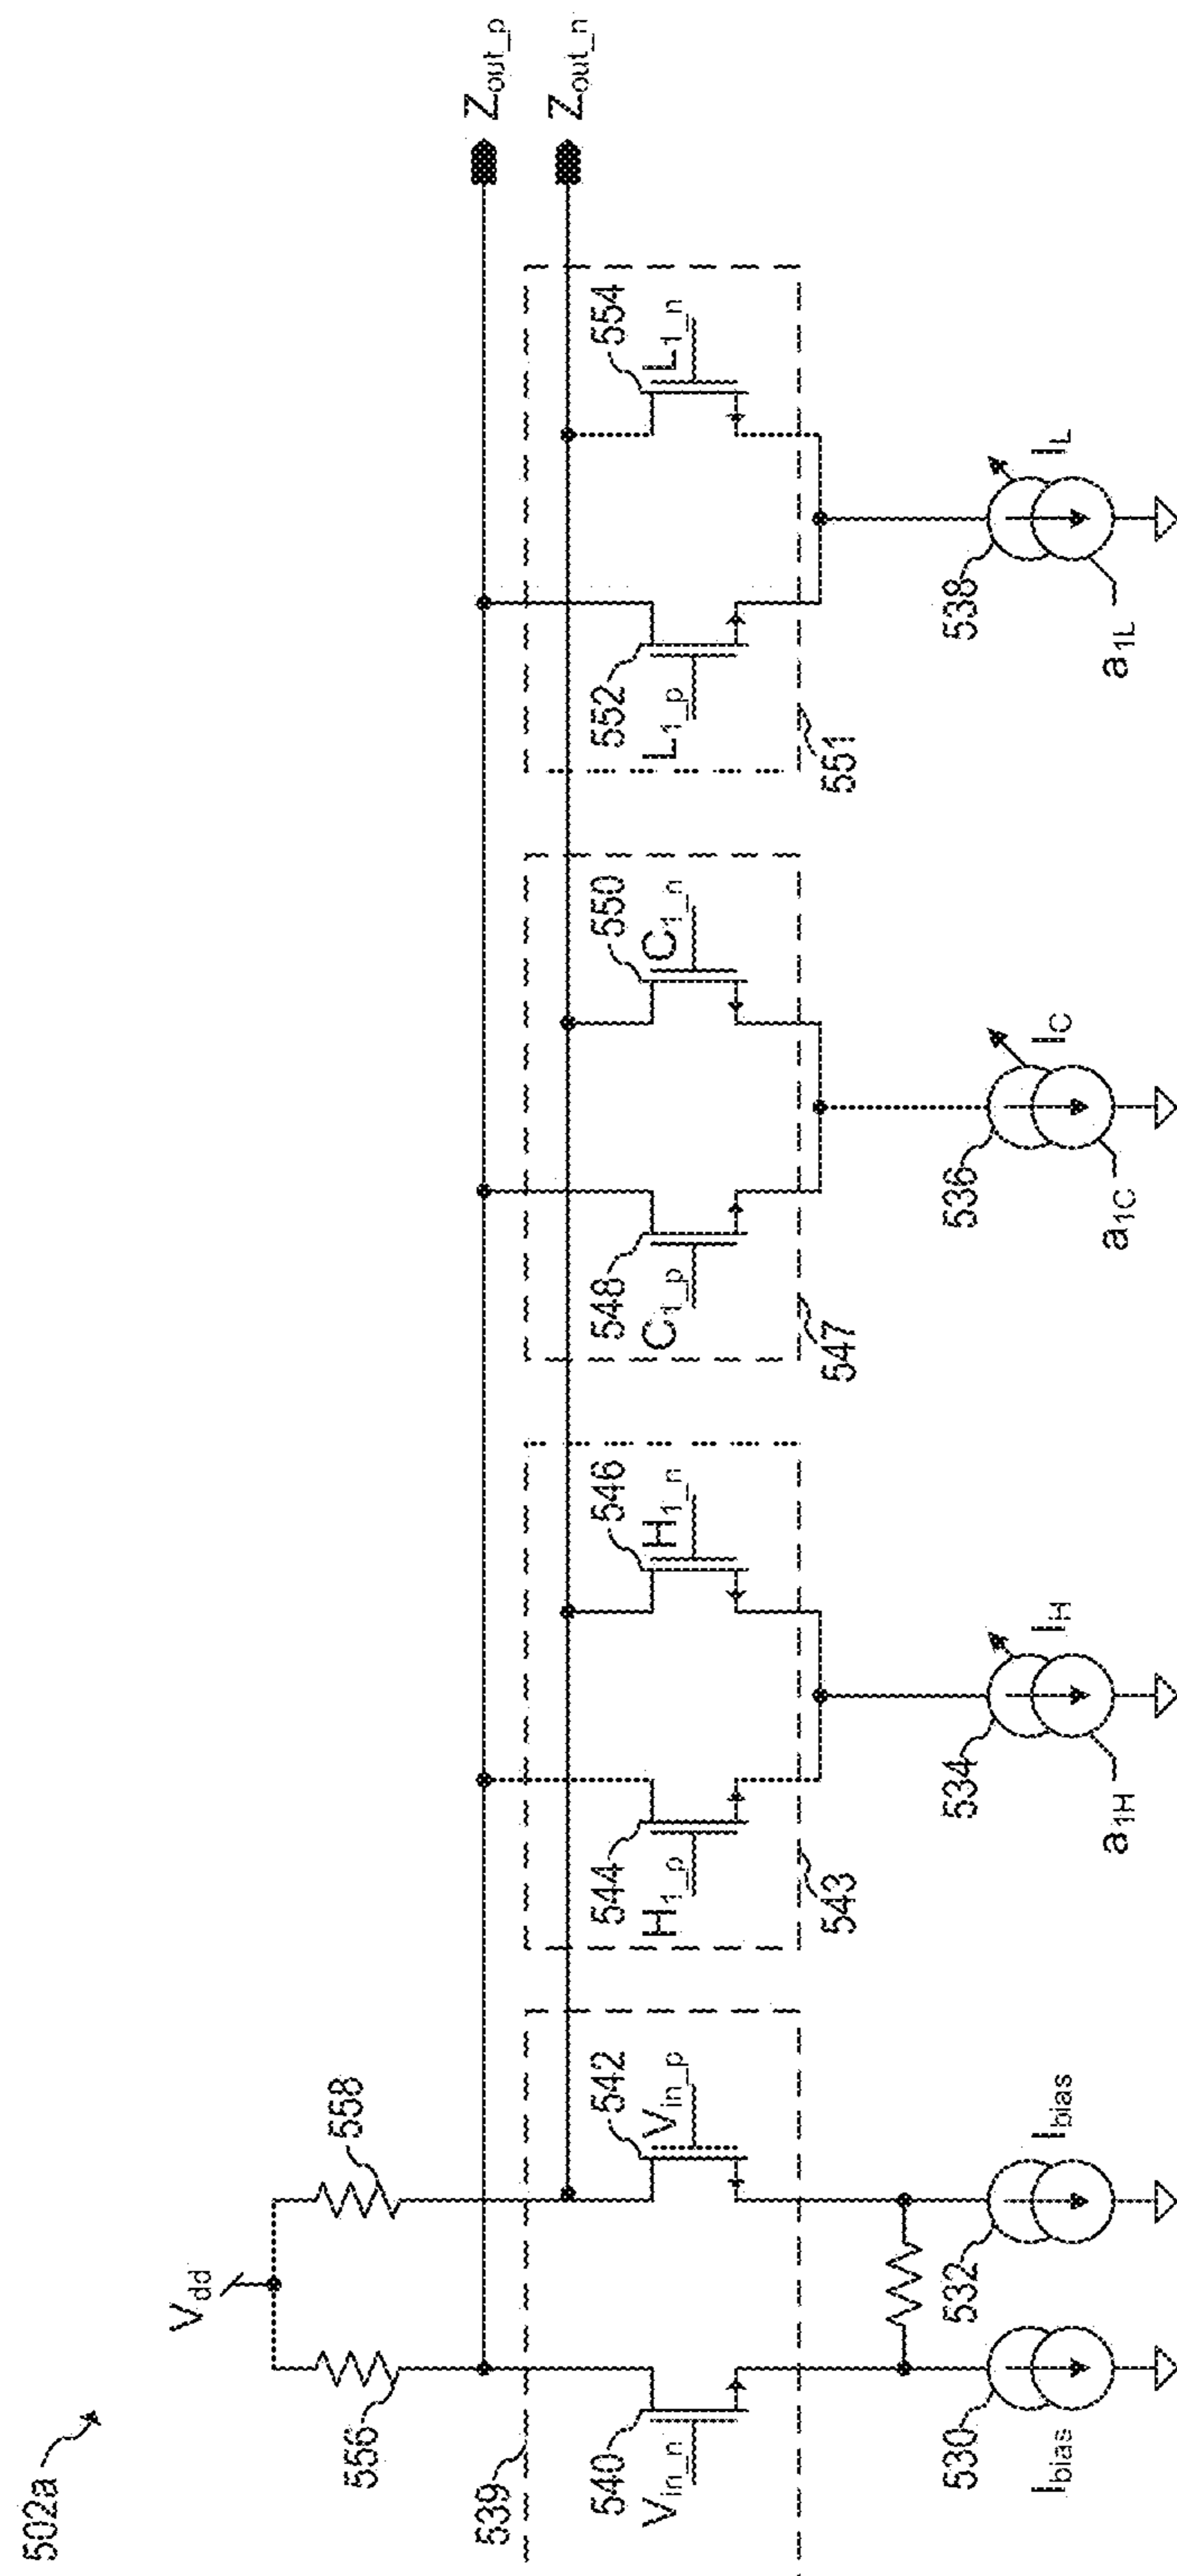 502a
V_dd
556
558
Z_out_p
Z_out_n
539
540
V_in_n
542
V_in_p
544
H_1_p
546
H_1_n
543
548
C_1_p
550
C_1_n
547
552
L_1_p
554
L_1_n
551
530
I_bias
532
I_bias
534
I_H
a_1H
536
I_C
a_1C
538
I_L
a_1L